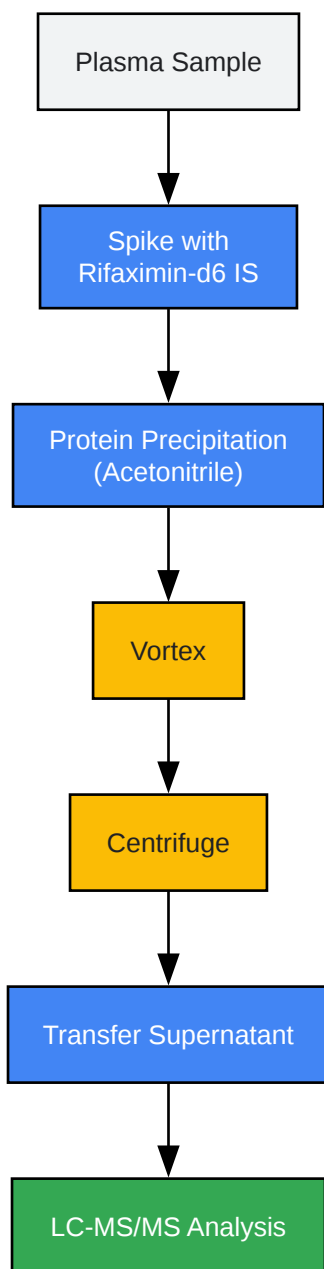 Plasma Sample
Spike with
Rifaximin-d6 IS
Protein Precipitation
(Acetonitrile)
Vortex
Centrifuge
Transfer Supernatant
LC-MS/MS Analysis